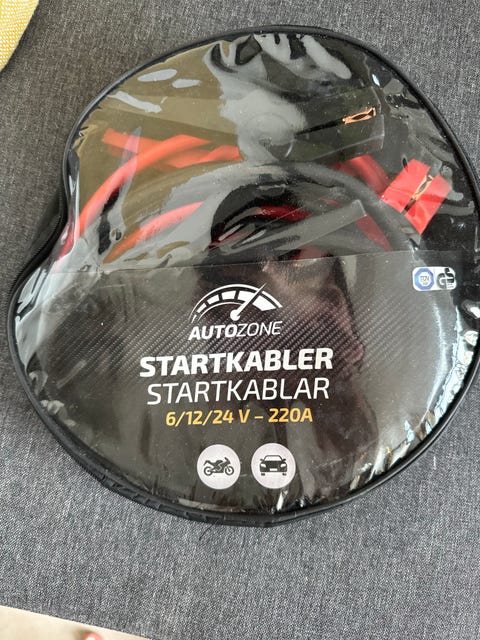 AUTOZONE
STARTKABLER
STARTKABLAR
6/12/24 V – 220A